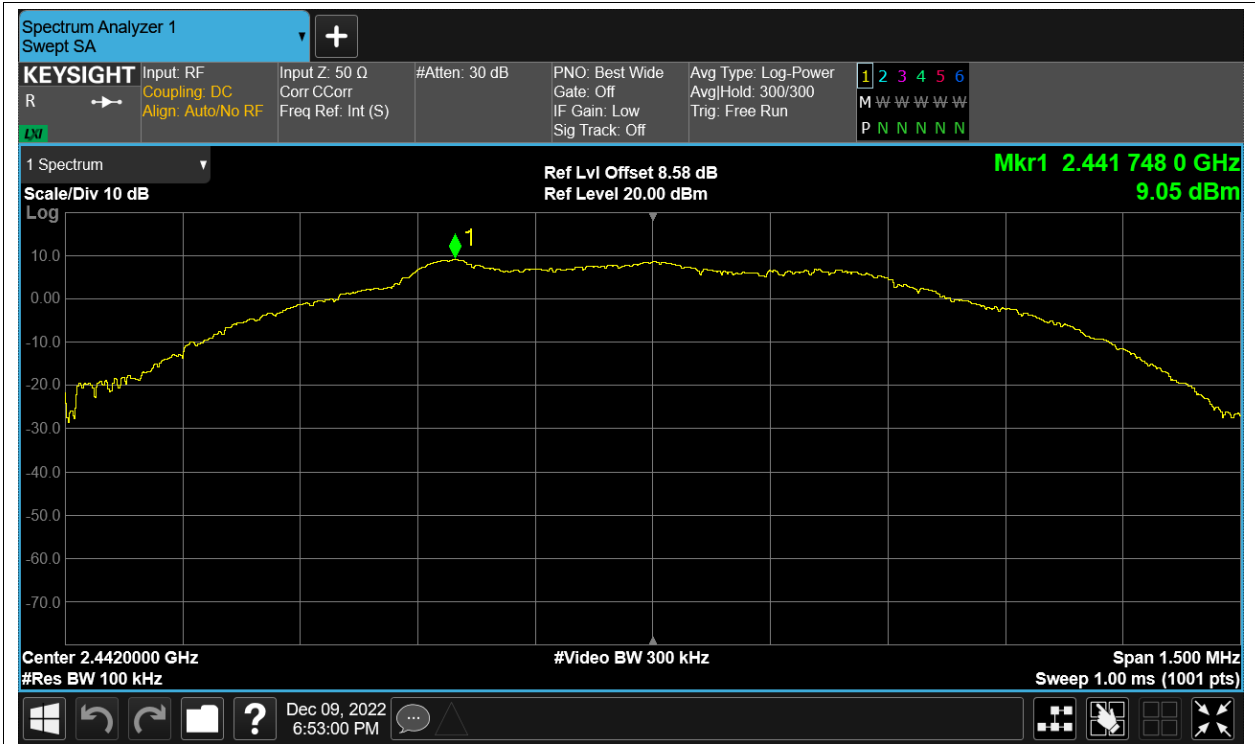 Spectrum Analyzer 1
Swept SA
KEYSIGHT
R
LXI
Input: RF
Coupling: DC
Align: Auto/No RF
Input Z: 50 Ω
Corr CCorr
Freq Ref: Int (S)
#Atten: 30 dB
PNO: Best Wide
Gate: Off
IF Gain: Low
Sig Track: Off
Avg Type: Log-Power
Avg|Hold: 300/300
Trig: Free Run
1 2 3 4 5 6
M W W W W W
P N N N N N
1 Spectrum
Scale/Div 10 dB
Log
Ref Lvl Offset 8.58 dB
Ref Level 20.00 dBm
Mkr1 2.441 748 0 GHz
9.05 dBm
1
10.0
0.00
-10.0
-20.0
-30.0
-40.0
-50.0
-60.0
-70.0
Center 2.4420000 GHz
#Res BW 100 kHz
#Video BW 300 kHz
Span 1.500 MHz
Sweep 1.00 ms (1001 pts)
?
Dec 09, 2022
6:53:00 PM